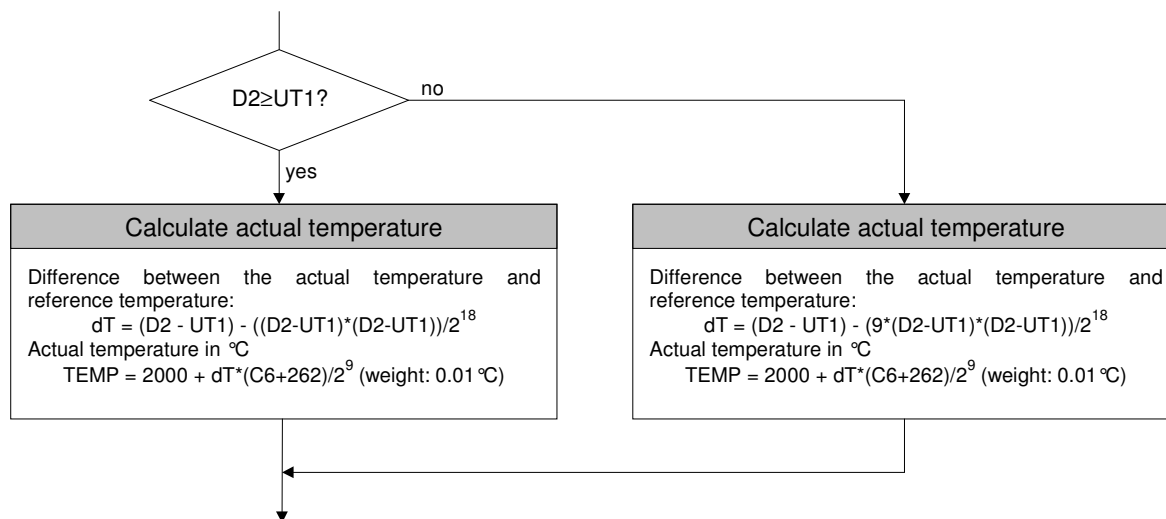 D2≥UT1?
no
yes
Calculate actual temperature
Difference between the actual temperature and
reference temperature:
dT = (D2 - UT1) - ((D2-UT1)*(D2-UT1))/2^18
Actual temperature in °C
TEMP = 2000 + dT*(C6+262)/2^9 (weight: 0.01°C)
Calculate actual temperature
Difference between the actual temperature and
reference temperature:
dT = (D2 - UT1) - (9*(D2-UT1)*(D2-UT1))/2^18
Actual temperature in °C
TEMP = 2000 + dT*(C6+262)/2^9 (weight: 0.01°C)